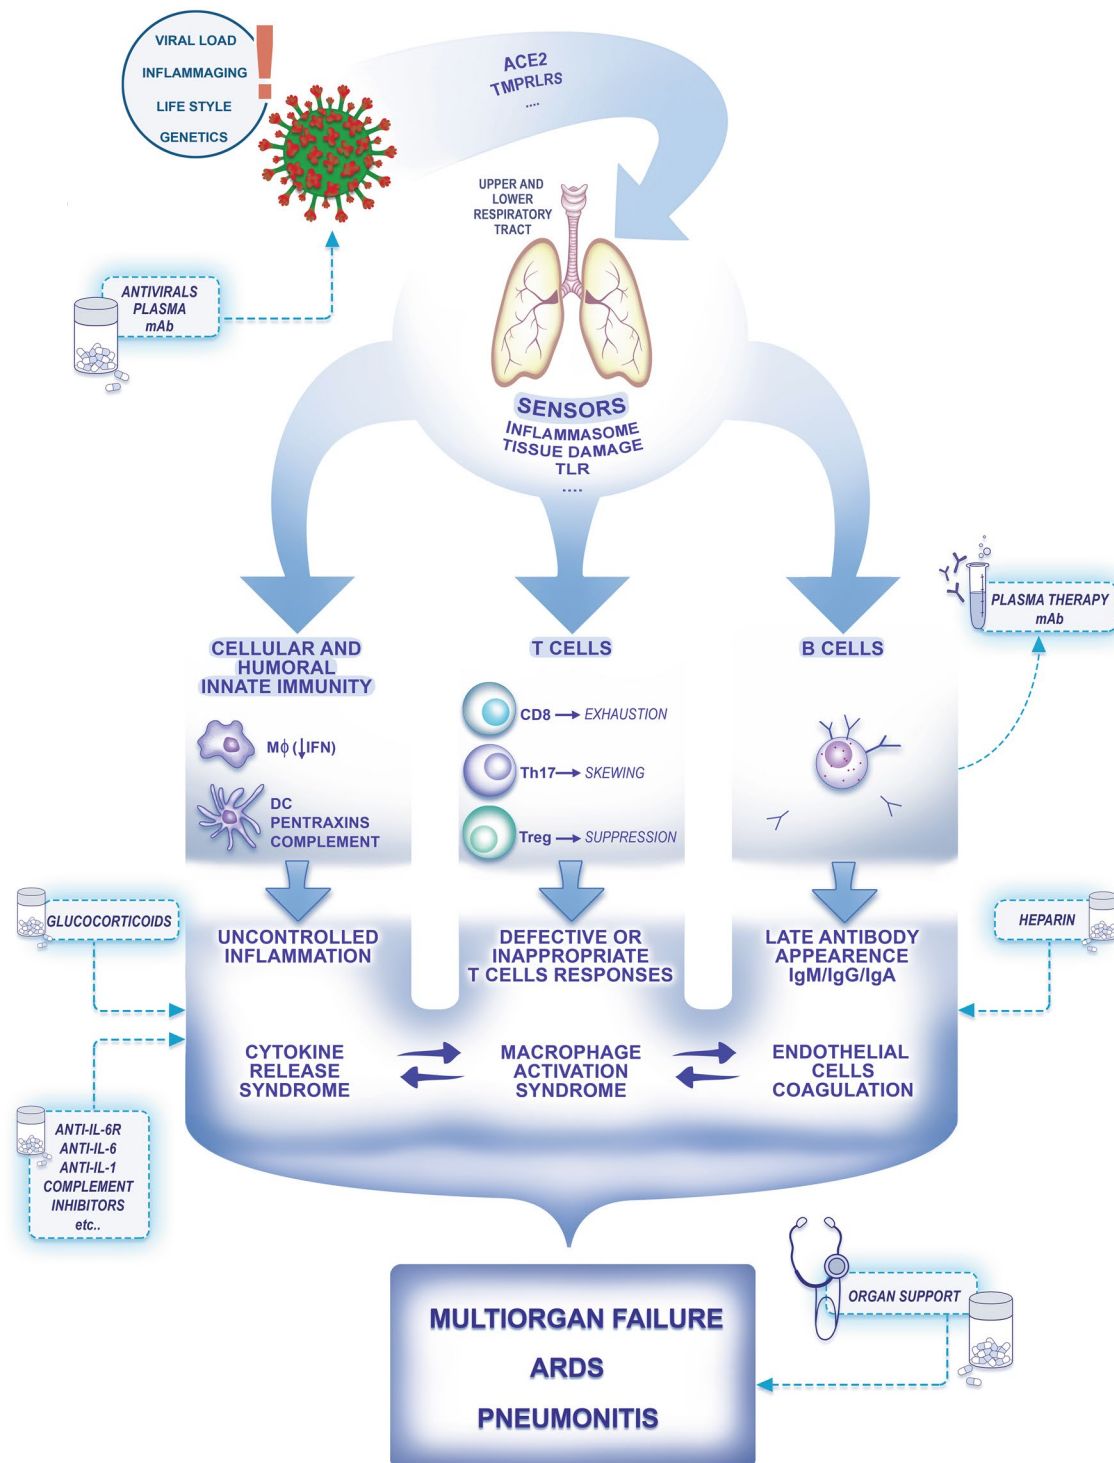 VIRAL LOAD
INFLAMMAGING
LIFE STYLE
GENETICS
ACE2
TMPRLRS
....
UPPER AND
LOWER
RESPIRATORY
TRACT
ANTIVIRALS
PLASMA
mAb
SENSORS
INFLAMMASOME
TISSUE DAMAGE
TLR
....
PLASMA THERAPY
mAb
CELLULAR AND
HUMORAL
INNATE IMMUNITY
Mϕ (↓IFN)
DC
PENTRAXINS
COMPLEMENT
T CELLS
CD8 → EXHAUSTION
Th17 → SKEWING
Treg → SUPPRESSION
B CELLS
GLUCOCORTICOIDS
UNCONTROLLED
INFLAMMATION
DEFECTIVE OR
INAPPROPRIATE
T CELLS RESPONSES
LATE ANTIBODY
APPEARENCE
IgM/IgG/IgA
HEPARIN
CYTOKINE
RELEASE
SYNDROME
MACROPHAGE
ACTIVATION
SYNDROME
ENDOTHELIAL
CELLS
COAGULATION
ANTI-IL-6R
ANTI-IL-6
ANTI-IL-1
COMPLEMENT
INHIBITORS
etc..
ORGAN SUPPORT
MULTIORGAN FAILURE
ARDS
PNEUMONITIS